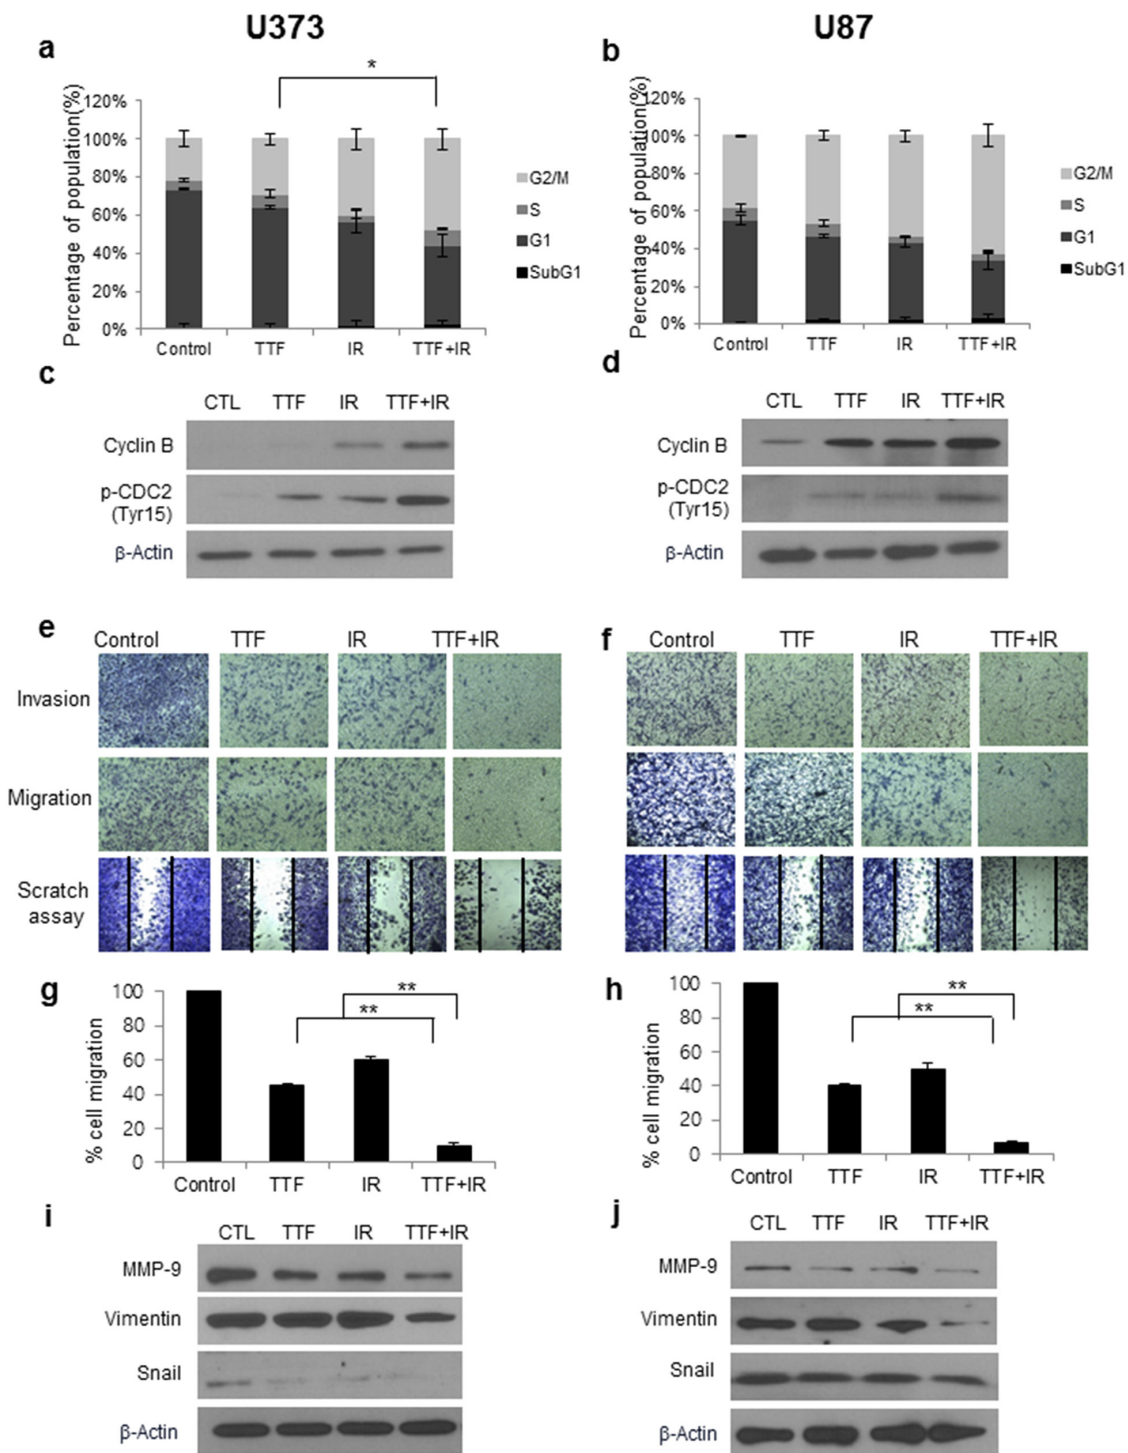 U373
U87
a
*
Percentage of population(%)
120%
100%
80%
60%
40%
20%
0%
Control TTF IR TTF+IR
G2/M
S
G1
SubG1
b
Percentage of population(%)
120%
100%
80%
60%
40%
20%
0%
Control TTF IR TTF+IR
G2/M
S
G1
SubG1
c
CTL TTF IR TTF+IR
Cyclin B
p-CDC2
(Tyr15)
β-Actin
d
CTL TTF IR TTF+IR
Cyclin B
p-CDC2
(Tyr15)
β-Actin
e
Control TTF IR TTF+IR
Invasion
Migration
Scratch
assay
f
Control TTF IR TTF+IR
g
% cell migration
100
80
60
40
20
0
**
**
Control TTF IR TTF+IR
h
% cell migration
100
80
60
40
20
0
**
**
Control TTF IR TTF+IR
i
CTL TTF IR TTF+IR
MMP-9
Vimentin
Snail
β-Actin
j
CTL TTF IR TTF+IR
MMP-9
Vimentin
Snail
β-Actin